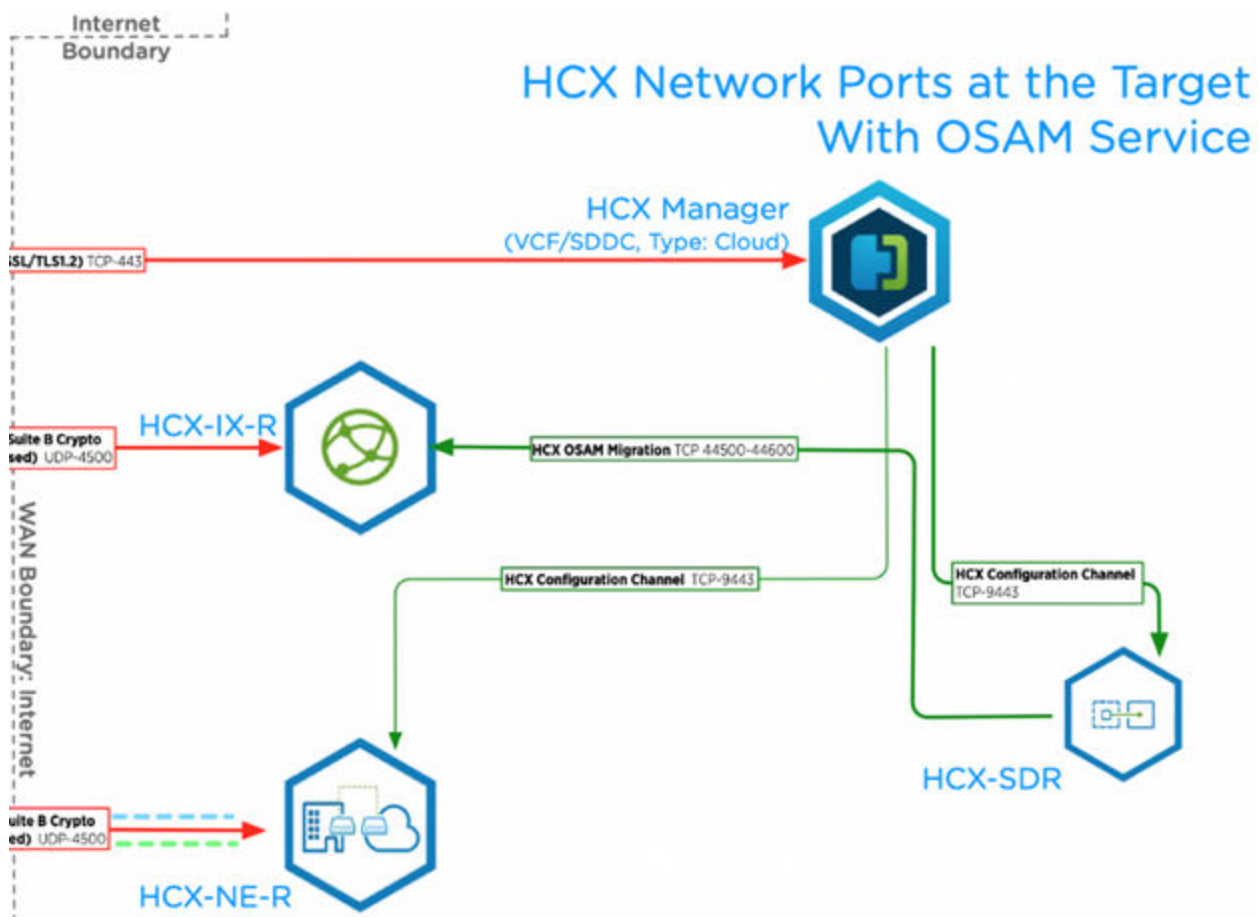 Internet
Boundary
HCX Network Ports at the Target
With OSAM Service
HCX Manager
(VCF/SDDC, Type: Cloud)
SSL/TLS1.2) TCP-443
HCX-IX-R
Suite B Crypto
sed) UDP-4500
HCX OSAM Migration TCP 44500-44600
WAN Boundary: Internet
HCX Configuration Channel TCP-9443
HCX Configuration Channel
TCP-9443
HCX-SDR
uite B Crypto
ed) UDP-4500
HCX-NE-R